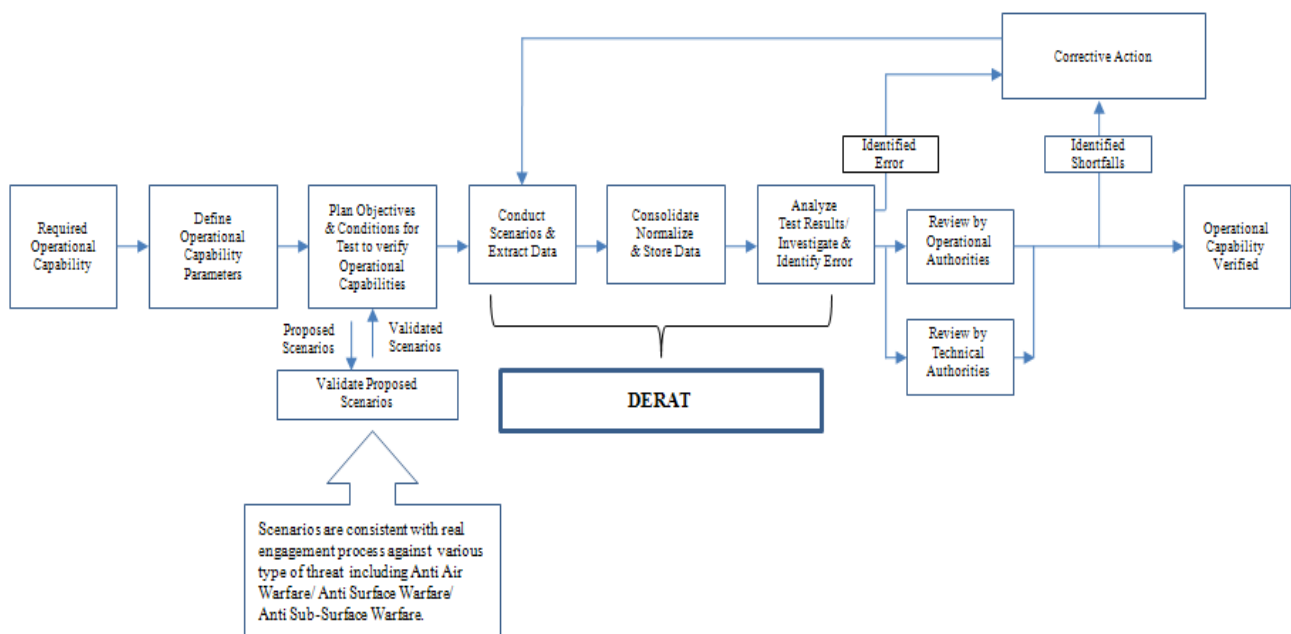 Corrective Action
Identified
Error
Identified
Shortfalls
Required
Operational
Capability
Define
Operational
Capability
Parameters
Plan Objectives
& Conditions for
Test to verify
Operational
Capabilities
Conduct
Scenarios &
Extract Data
Consolidate
Normalize
& Store Data
Analyze
Test Results/
Investigate &
Identify Error
Review by
Operational
Authorities
Operational
Capability
Verified
Proposed
Scenarios
Validated
Scenarios
Review by
Technical
Authorities
Validate Proposed
Scenarios
DERAT
Scenarios are consistent with real
engagement process against various
type of threat including Anti Air
Warfare/ Anti Surface Warfare/
Anti Sub-Surface Warfare.